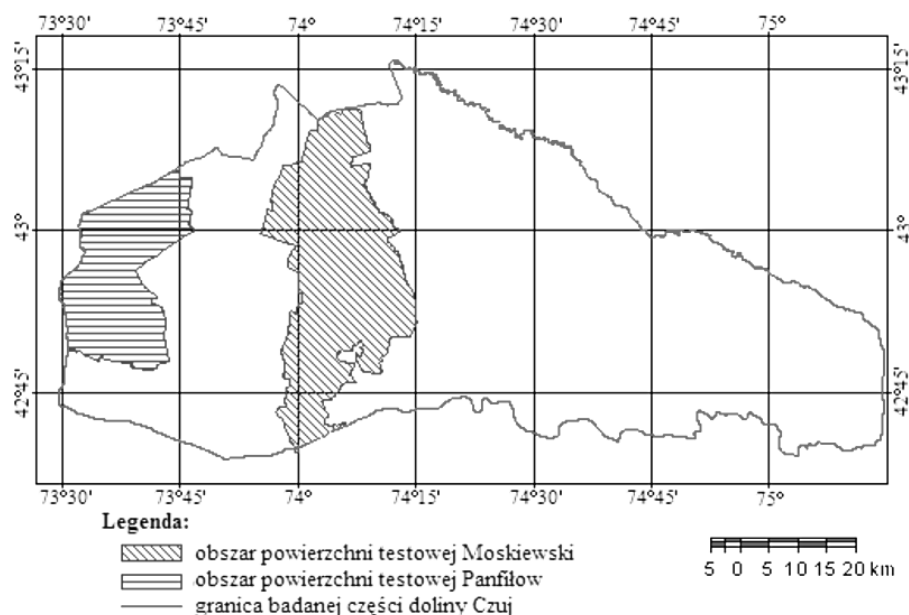 73°30' 73°45' 74° 74°15' 74°30' 74°45' 75°
43°15' 43°15'
43° 43°
42°45' 42°45'
73°30' 73°45' 74° 74°15' 74°30' 74°45' 75°
Legenda:
obszar powierzchni testowej Moskiewski
obszar powierzchni testowej Panfiłow
granica badanej części doliny Czuj
5 0 5 10 15 20 km